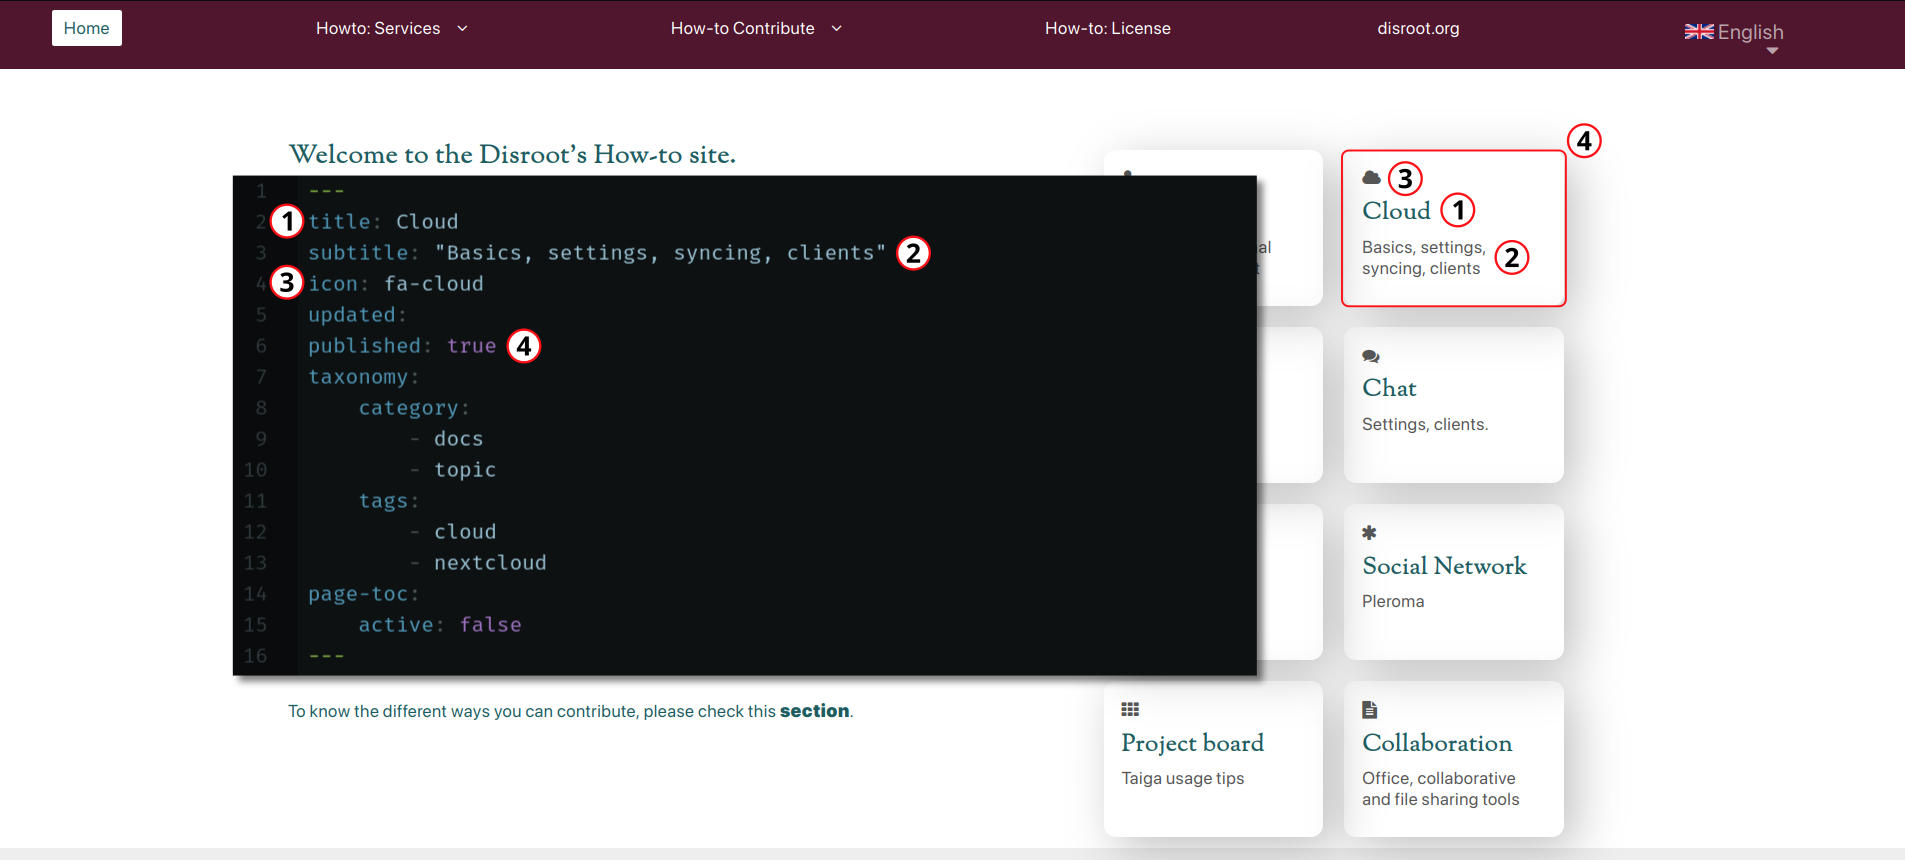 Home Howto: Services How-to Contribute How-to: License disroot.org English
Welcome to the Disroot's How-to site.
1 ---
2 1 title: Cloud
3 subtitle: "Basics, settings, syncing, clients" 2
4 3 icon: fa-cloud
5 updated:
6 published: true 4
7 taxonomy:
8 category:
9 - docs
10 - topic
11 tags:
12 - cloud
13 - nextcloud
14 page-toc:
15 active: false
16 ---
To know the different ways you can contribute, please check this section.
al
t
4
3
Cloud 1
Basics, settings,
syncing, clients 2
Chat
Settings, clients.
Social Network
Pleroma
Project board
Taiga usage tips
Collaboration
Office, collaborative
and file sharing tools